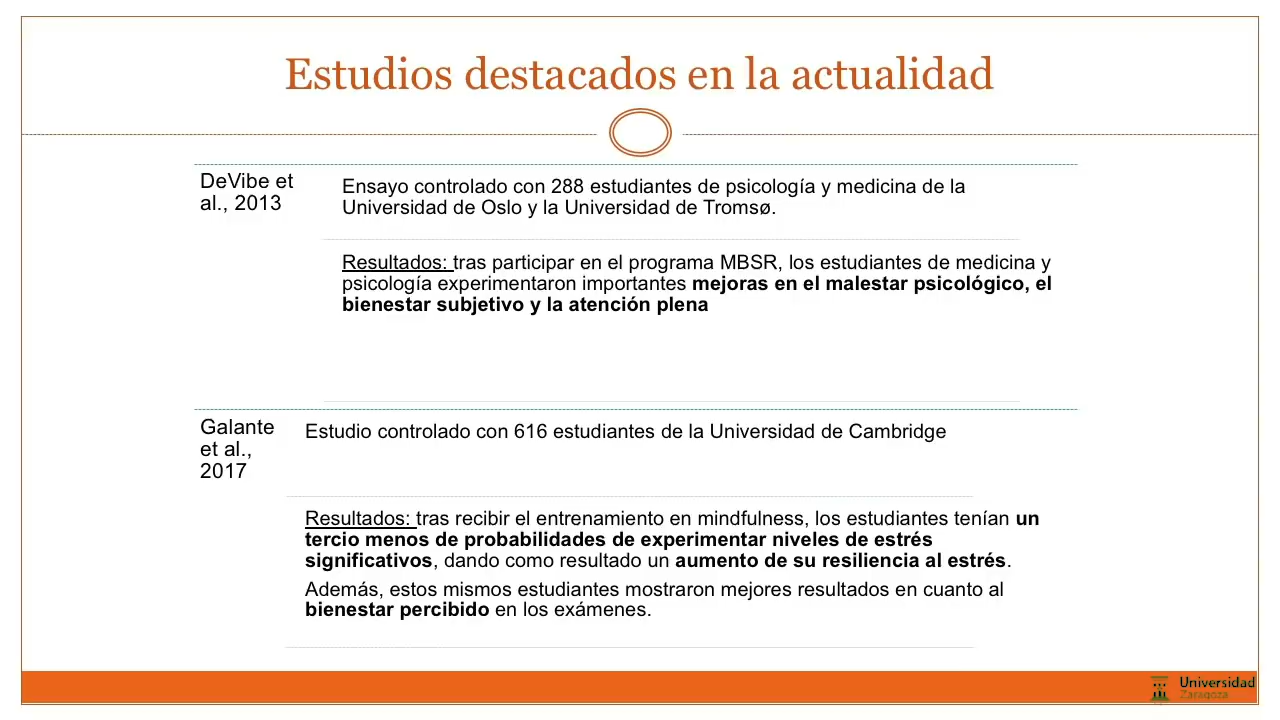 Estudios destacados en la actualidad
DeVibe et
al., 2013
Ensayo controlado con 288 estudiantes de psicología y medicina de la
Universidad de Oslo y la Universidad de Tromsø.
Resultados: tras participar en el programa MBSR, los estudiantes de medicina y
psicología experimentaron importantes mejoras en el malestar psicológico, el
bienestar subjetivo y la atención plena
Galante
et al.,
2017
Estudio controlado con 616 estudiantes de la Universidad de Cambridge
Resultados: tras recibir el entrenamiento en mindfulness, los estudiantes tenían un
tercio menos de probabilidades de experimentar niveles de estrés
significativos, dando como resultado un aumento de su resiliencia al estrés.
Además, estos mismos estudiantes mostraron mejores resultados en cuanto al
bienestar percibido en los exámenes.
Universidad
Zaragoza